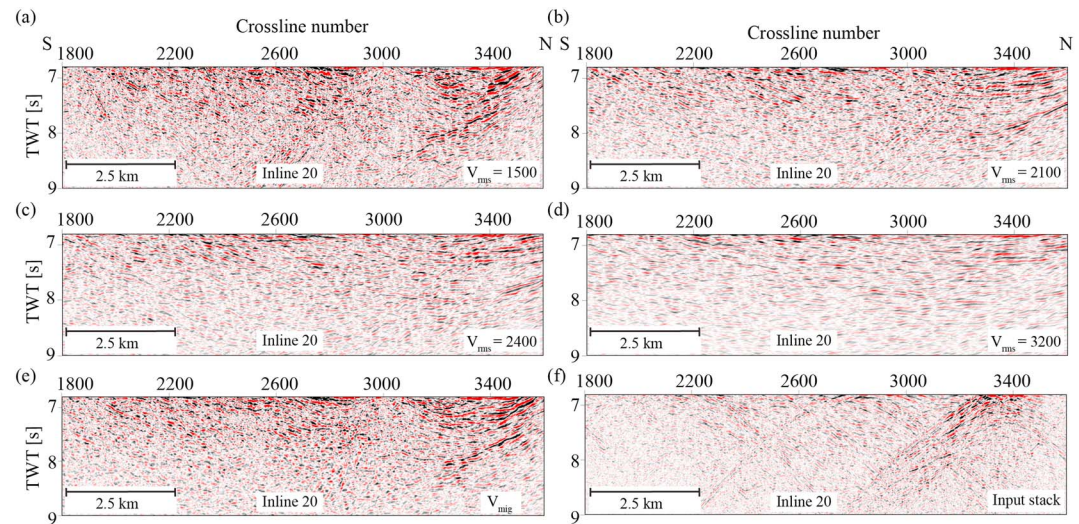 (a)
Crossline number
S
N
1800 2200 2600 3000 3400
7
8
9
TWT [s]
2.5 km
Inline 20
Vrms = 1500
(b)
Crossline number
S
N
1800 2200 2600 3000 3400
7
8
9
TWT [s]
2.5 km
Inline 20
Vrms = 2100
(c)
1800 2200 2600 3000 3400
7
8
9
TWT [s]
2.5 km
Inline 20
Vrms = 2400
(d)
1800 2200 2600 3000 3400
7
8
9
TWT [s]
2.5 km
Inline 20
Vrms = 3200
(e)
1800 2200 2600 3000 3400
7
8
9
TWT [s]
2.5 km
Inline 20
Vmig
(f)
1800 2200 2600 3000 3400
7
8
9
TWT [s]
2.5 km
Inline 20
Input stack